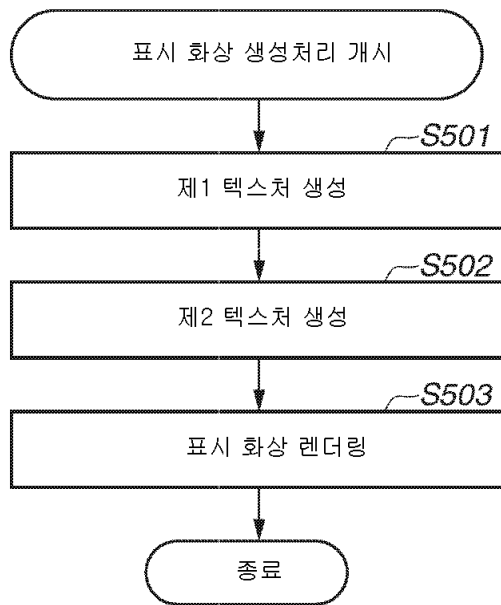 표시 화상 생성처리 개시
S501
제1 텍스처 생성
S502
제2 텍스처 생성
S503
표시 화상 렌더링
종료